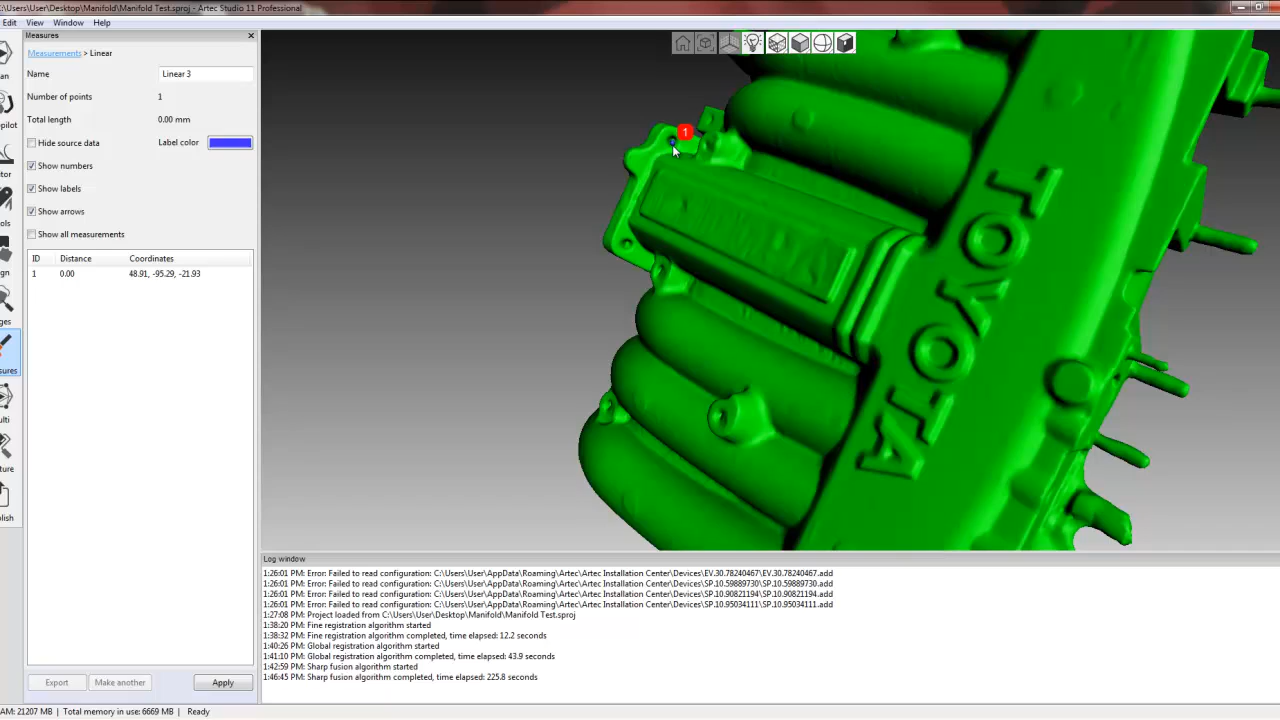 :/Users/User/Desktop/Manifold/Manifold Test.sproj - Artec Studio 11 Professional
Edit View Window Help
Measures
Measurements > Linear
Name Linear 3
Number of points 1
Total length 0.00 mm
Hide source data Label color
Show numbers
Show labels
Show arrows
Show all measurements
ID Distance Coordinates
1 0.00 48.91, -95.29, -21.93
Export Make another Apply
1
TOYOTA
Log window
1:26:01 PM: Error: Failed to read configuration: C:\Users\User\AppData\Roaming\Artec\Artec Installation Center\Devices\EV.30.78240467\EV.30.78240467.add
1:26:01 PM: Error: Failed to read configuration: C:\Users\User\AppData\Roaming\Artec\Artec Installation Center\Devices\SP.10.59889730\SP.10.59889730.add
1:26:01 PM: Error: Failed to read configuration: C:\Users\User\AppData\Roaming\Artec\Artec Installation Center\Devices\SP.10.90821194\SP.10.90821194.add
1:26:01 PM: Error: Failed to read configuration: C:\Users\User\AppData\Roaming\Artec\Artec Installation Center\Devices\SP.10.95034111\SP.10.95034111.add
1:27:08 PM: Project loaded from C:\Users\User\Desktop\Manifold\Manifold Test.sproj
1:38:20 PM: Fine registration algorithm started
1:38:32 PM: Fine registration algorithm completed, time elapsed: 12.2 seconds
1:40:26 PM: Global registration algorithm started
1:41:10 PM: Global registration algorithm completed, time elapsed: 43.9 seconds
1:42:59 PM: Sharp fusion algorithm started
1:46:45 PM: Sharp fusion algorithm completed, time elapsed: 225.8 seconds
AM: 21207 MB | Total memory in use: 6669 MB | Ready